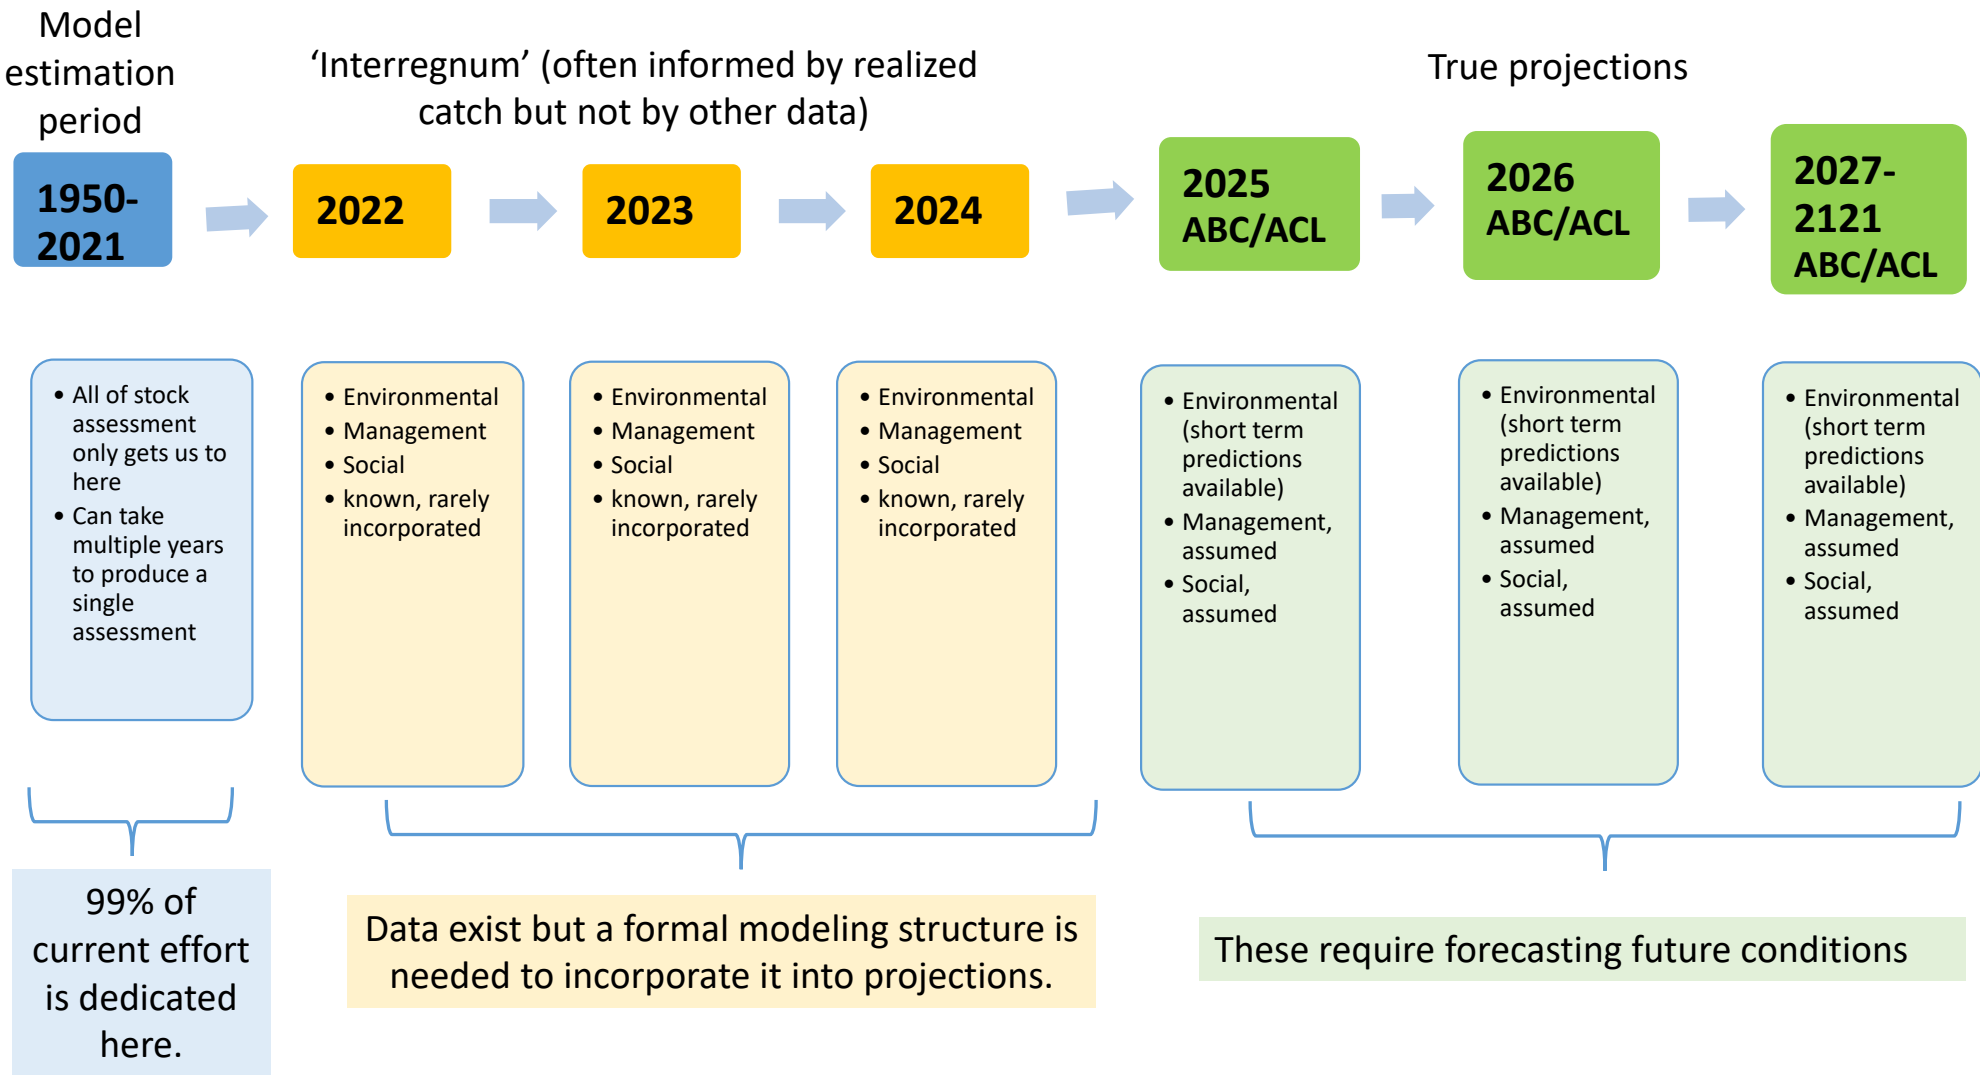 Model
estimation
period
‘Interregnum’ (often informed by realized
catch but not by other data)
True projections
1950-
2021
2022
2023
2024
2025
ABC/ACL
2026
ABC/ACL
2027-
2121
ABC/ACL
• All of stock
assessment
only gets us to
here
• Can take
multiple years
to produce a
single
assessment
• Environmental
• Management
• Social
• known, rarely
incorporated
• Environmental
• Management
• Social
• known, rarely
incorporated
• Environmental
• Management
• Social
• known, rarely
incorporated
• Environmental
(short term
predictions
available)
• Management,
assumed
• Social,
assumed
• Environmental
(short term
predictions
available)
• Management,
assumed
• Social,
assumed
• Environmental
(short term
predictions
available)
• Management,
assumed
• Social,
assumed
99% of
current effort
is dedicated
here.
Data exist but a formal modeling structure is
needed to incorporate it into projections.
These require forecasting future conditions